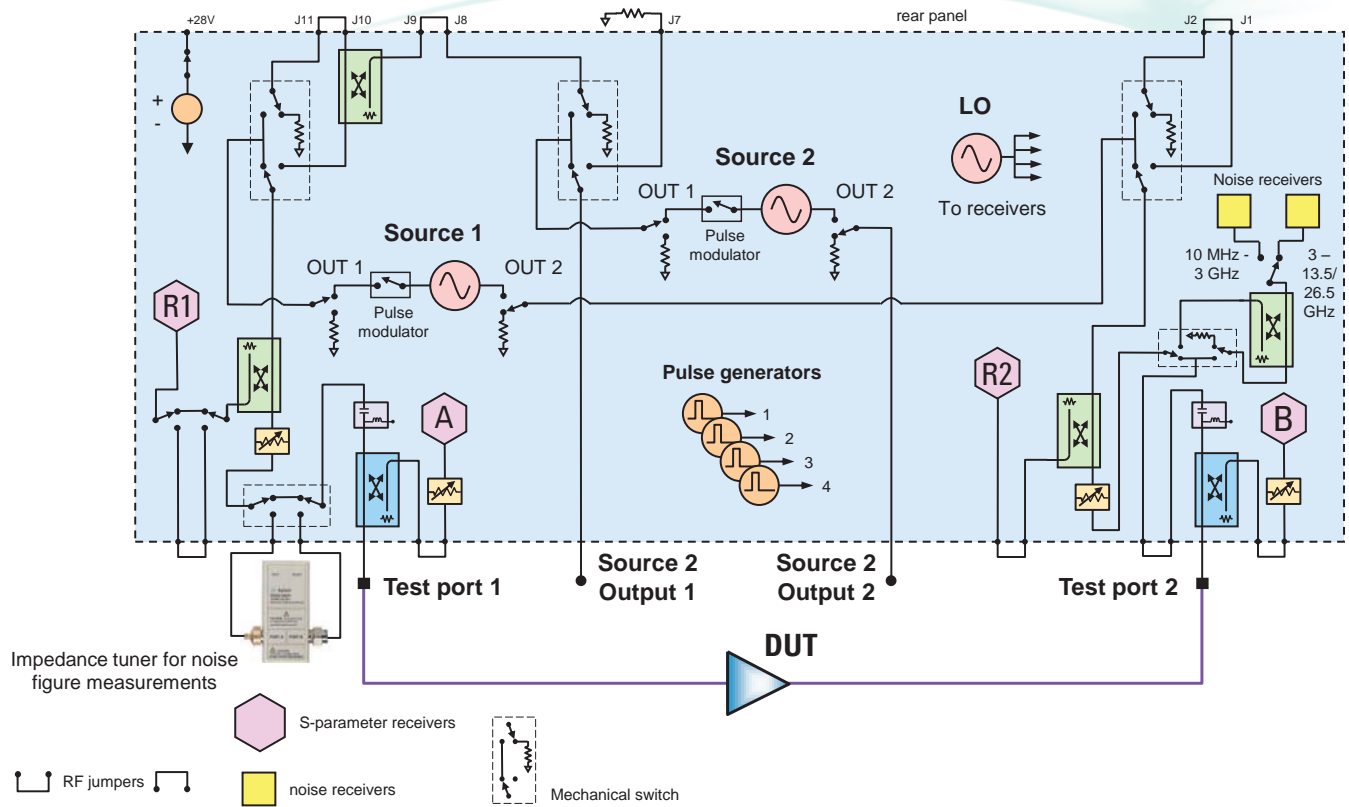 +28V
J11
J10
J9
J8
J7
rear panel
J2
J1
+
-
LO
To receivers
Source 2
OUT 1
OUT 2
Pulse
modulator
Noise receivers
10 MHz -
3 GHz
3 –
13.5/
26.5
GHz
Source 1
OUT 1
OUT 2
Pulse
modulator
R1
R2
A
B
Pulse generators
1
2
3
4
Test port 1
Source 2
Output 1
Source 2
Output 2
Test port 2
DUT
Impedance tuner for noise
figure measurements
S-parameter receivers
RF jumpers
noise receivers
Mechanical switch